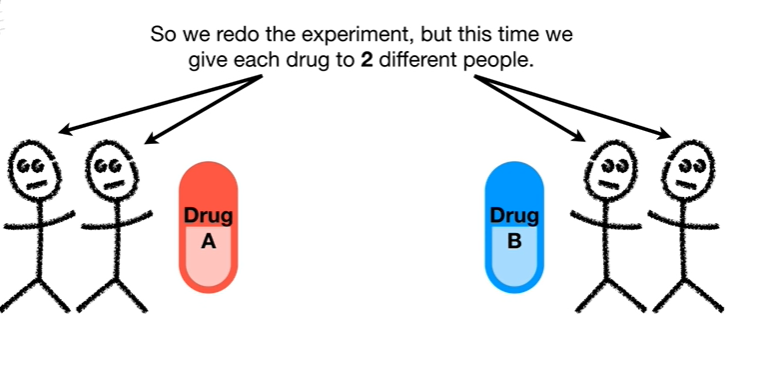 So we redo the experiment, but this time we
give each drug to 2 different people.
Drug
A
Drug
B